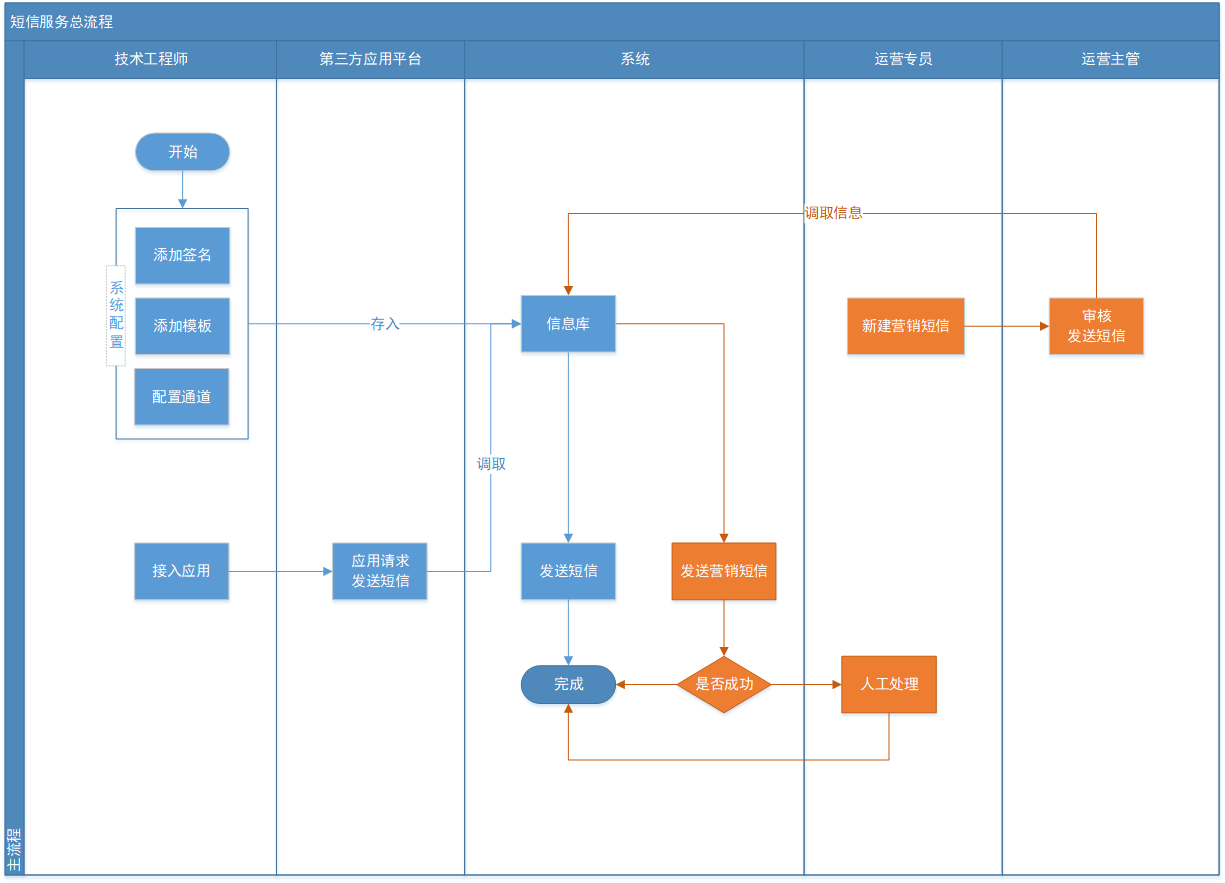 短信服务总流程
技术工程师
第三方应用平台
系统
运营专员
运营主管
开始
调取信息
添加签名
系统配置
添加模板
存入
信息库
新建营销短信
审核
发送短信
配置通道
调取
接入应用
应用请求
发送短信
发送短信
发送营销短信
完成
是否成功
人工处理
主流程